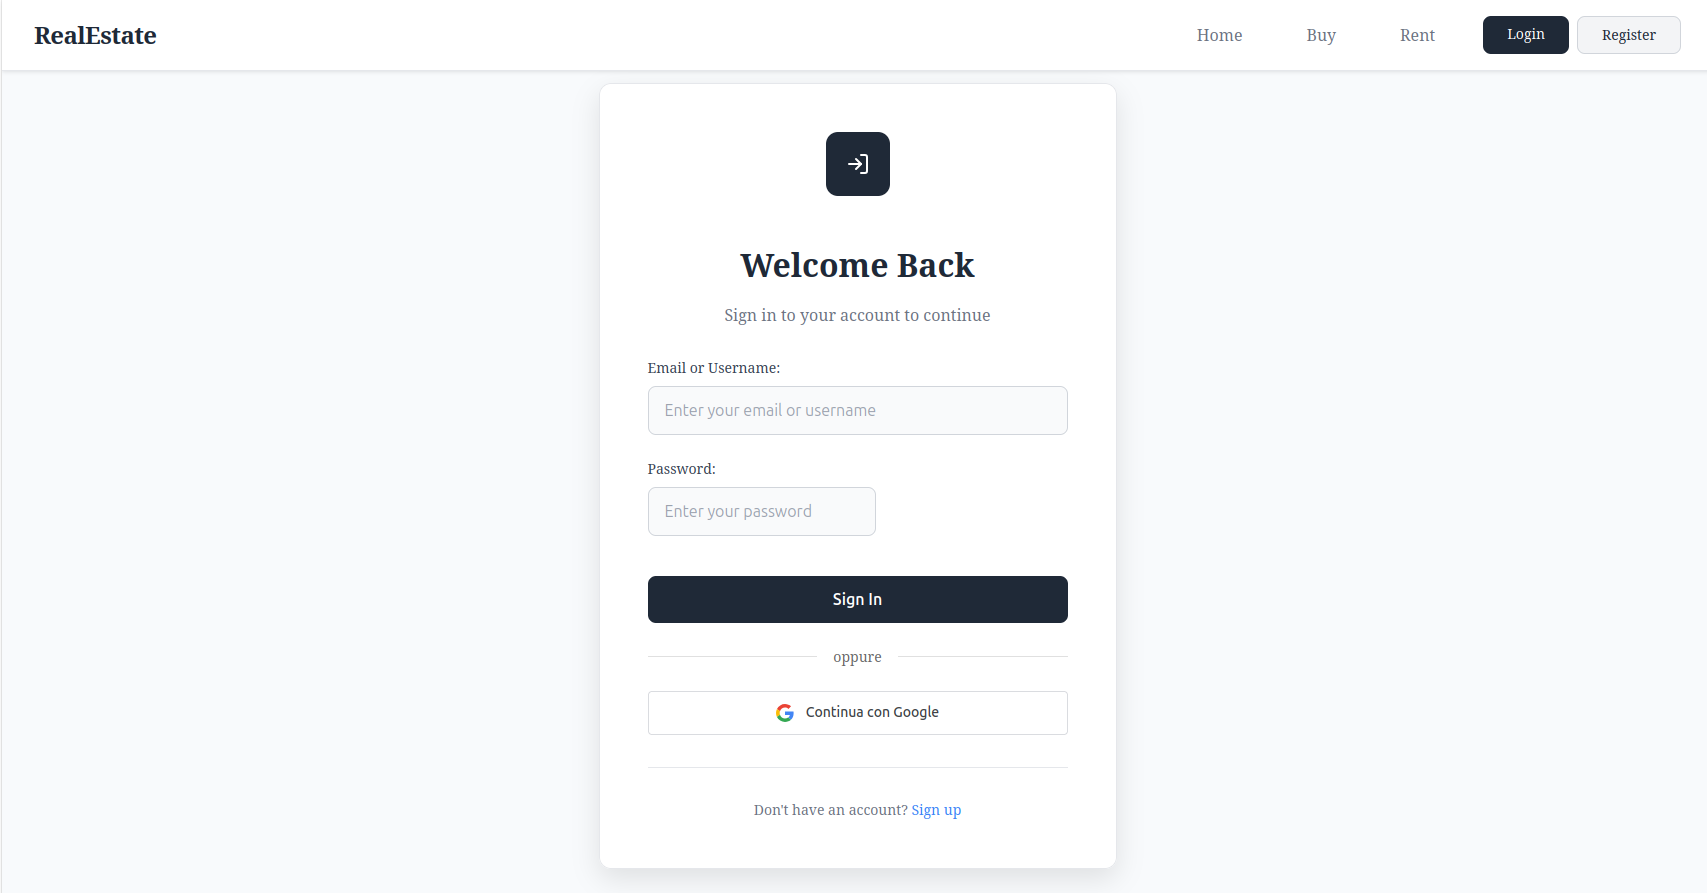 RealEstate
Home Buy Rent Login Register
Welcome Back
Sign in to your account to continue
Email or Username:
Enter your email or username
Password:
Enter your password
Sign In
oppure
Continua con Google
Don't have an account? Sign up